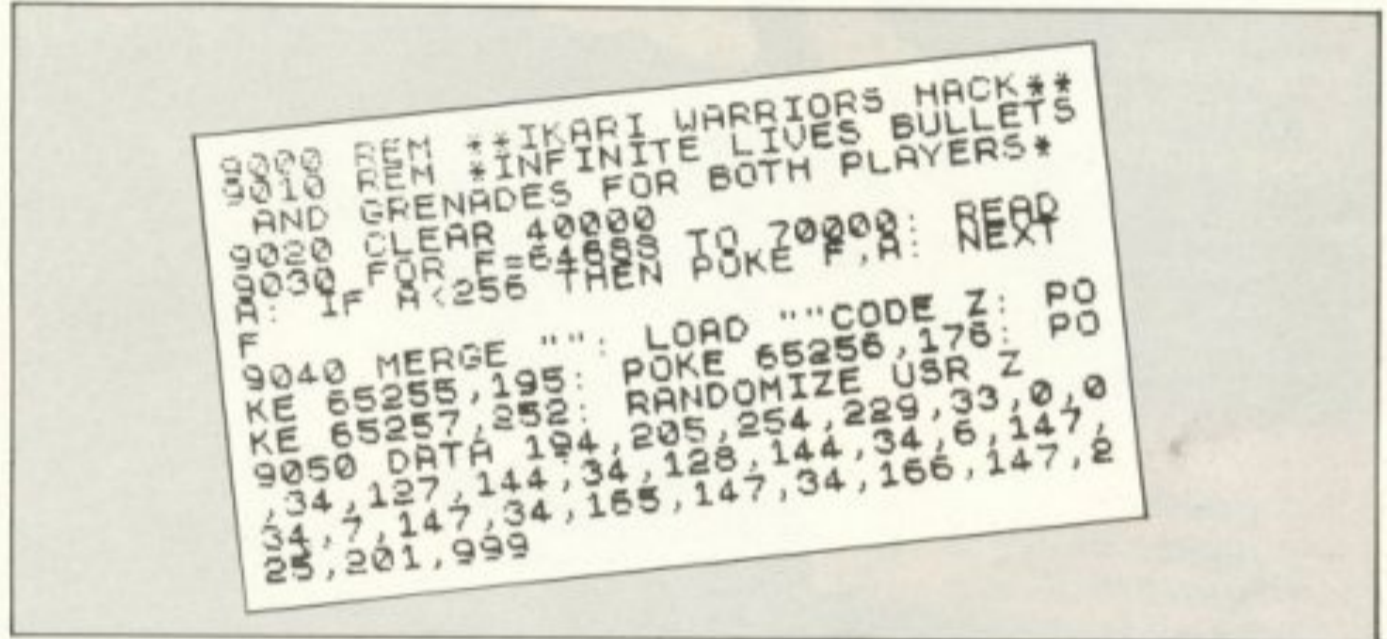 9000 REM **IKARI WARRIORS HACK**
9010 REM *INFINITE LIVES BULLETS
AND GRENADES FOR BOTH PLAYERS*
9020 CLEAR 40000
9030 FOR F=64688 TO 70000: READ
A: IF A<256 THEN POKE F,A: NEXT
F
9040 MERGE "": LOAD ""CODE Z: PO
KE 65255,195: POKE 65256,176: PO
KE 65257,252: RANDOMIZE USR Z
9050 DATA 194,205,254,229,33,0,0
,34,127,144,34,128,144,34,6,147,
34,7,147,34,165,147,34,166,147,2
25,201,999